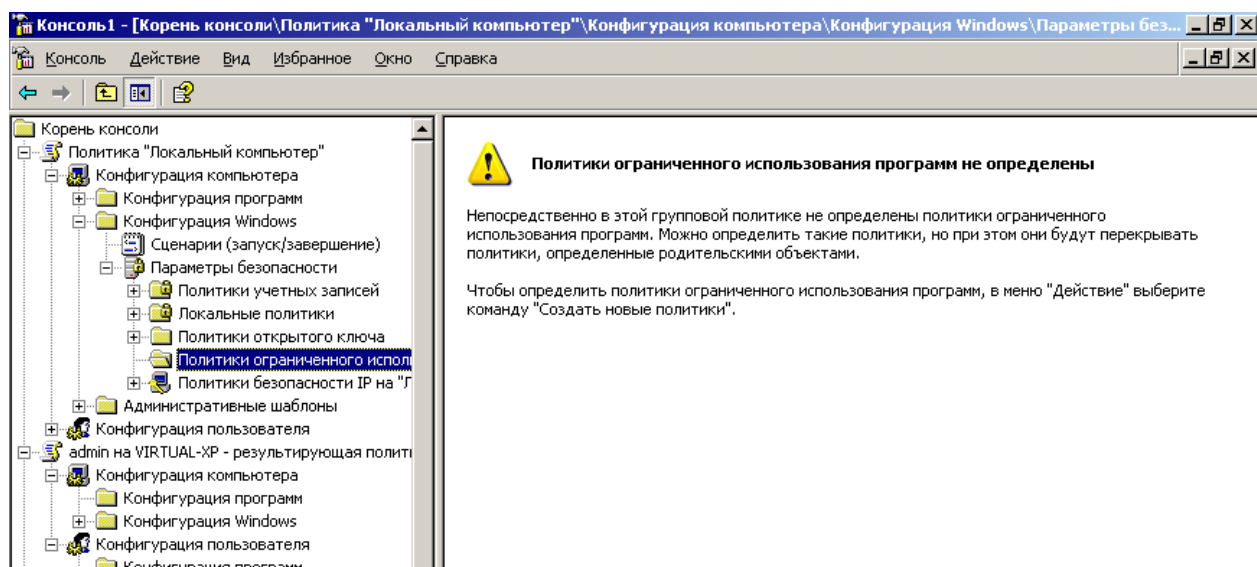 Консоль1 - [Корень консоли\Политика "Локальный компьютер"\Конфигурация компьютера\Конфигурация Windows\Параметры без...
Консоль Действие Вид Избранное Окно Справка
Корень консоли
Политика "Локальный компьютер"
Конфигурация компьютера
Конфигурация программ
Конфигурация Windows
Сценарии (запуск/завершение)
Параметры безопасности
Политики учетных записей
Локальные политики
Политики открытого ключа
Политики ограниченного испол
Политики безопасности IP на "Л
Административные шаблоны
Конфигурация пользователя
admin на VIRTUAL-XP - результирующая полити
Конфигурация компьютера
Конфигурация программ
Конфигурация Windows
Конфигурация пользователя
Конфигурация программ
Политики ограниченного использования программ не определены
Непосредственно в этой групповой политике не определены политики ограниченного
использования программ. Можно определить такие политики, но при этом они будут перекрывать
политики, определенные родительскими объектами.
Чтобы определить политики ограниченного использования программ, в меню "Действие" выберите
команду "Создать новые политики".